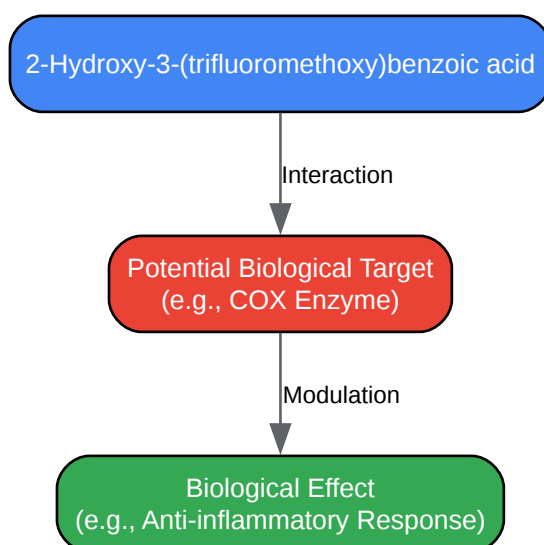 2-Hydroxy-3-(trifluoromethoxy)benzoic acid
Interaction
Potential Biological Target
(e.g., COX Enzyme)
Modulation
Biological Effect
(e.g., Anti-inflammatory Response)